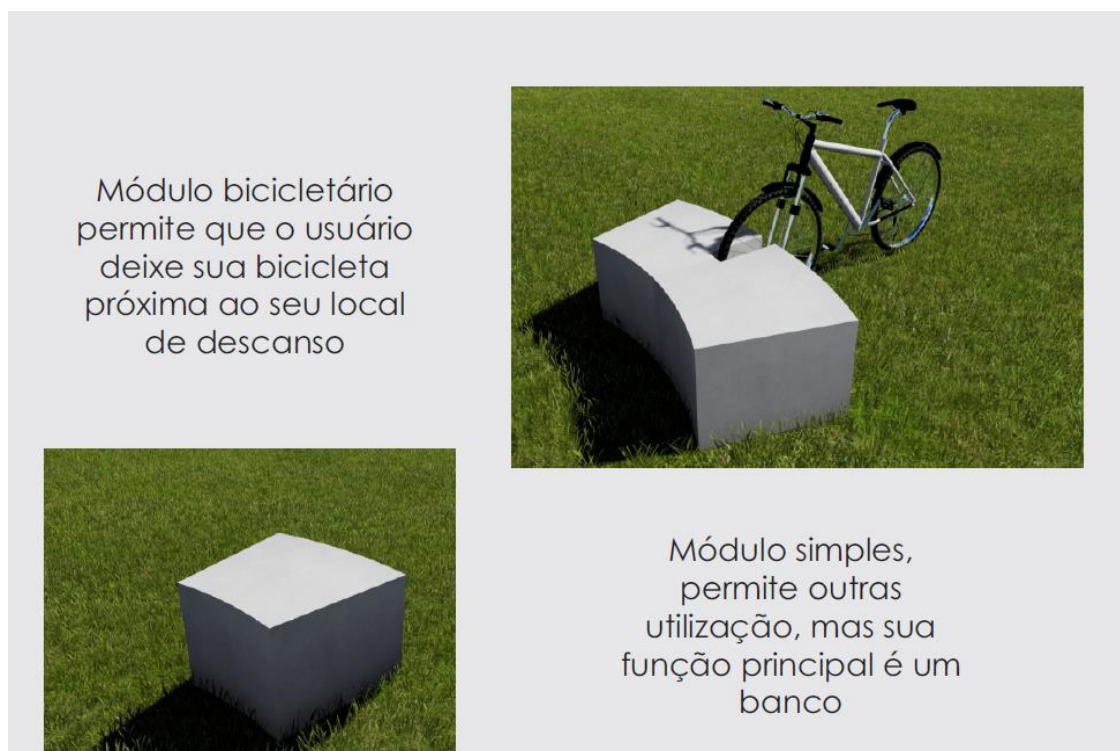 Módulo bicicletário
permite que o usuário
deixe sua bicicleta
próxima ao seu local
de descanso
Módulo simples,
permite outras
utilização, mas sua
função principal é um
banco